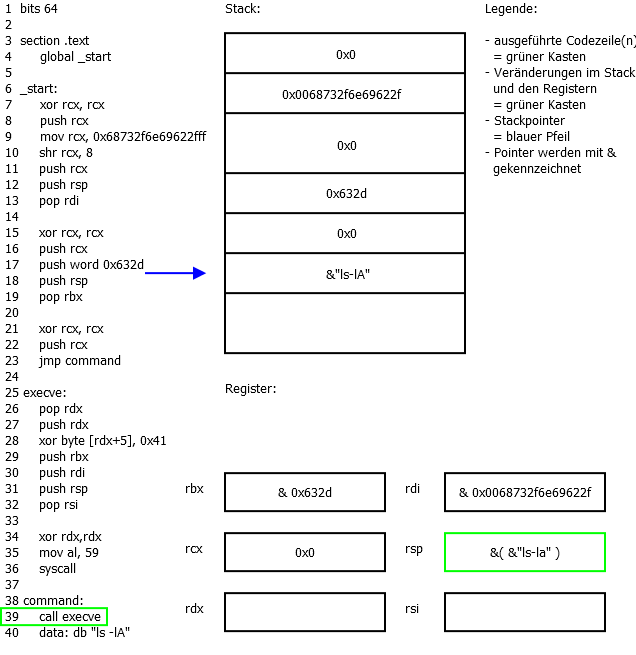 Stack:
Legende:
1 bits 64
2
3 section .text
4 global _start
5
6 _start:
7 xor rcx, rcx
8 push rcx
9 mov rcx, 0x68732f6e69622fff
10 shr rcx, 8
11 push rcx
12 push rsp
13 pop rdi
14
15 xor rcx, rcx
16 push rcx
17 push word 0x632d
18 push rsp
19 pop rbx
20
21 xor rcx, rcx
22 push rcx
23 jmp command
24
25 execve:
26 pop rdx
27 push rdx
28 xor byte [rdx+5], 0x41
29 push rbx
30 push rdi
31 push rsp
32 pop rsi
33
34 xor rdx,rdx
35 mov al, 59
36 syscall
37
38 command:
39 call execve
40 data: db "ls -lA"
0x0
0x0068732f6e69622f
0x0
0x632d
0x0
&"ls-lA"
- ausgeführte Codezeile(n)
= grüner Kasten
- Veränderungen im Stack
und den Registern
= grüner Kasten
- Stackpointer
= blauer Pfeil
- Pointer werden mit &
gekennzeichnet
Register:
rbx & 0x632d rdi & 0x0068732f6e69622f
rcx 0x0 rsp &( &"ls-la" )
rdx rsi